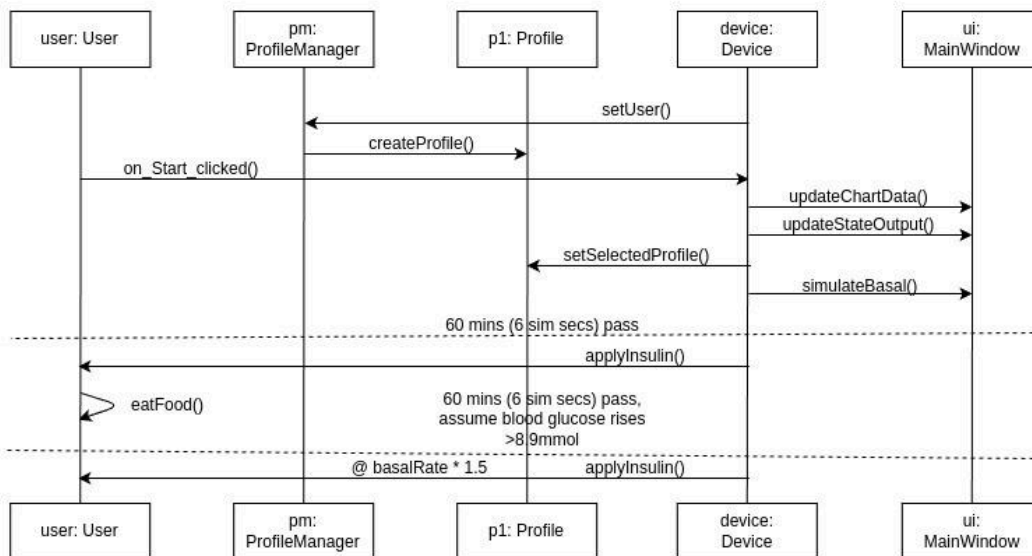 user: User
pm:
ProfileManager
p1: Profile
device:
Device
ui:
MainWindow
setUser()
createProfile()
on_Start_clicked()
updateChartData()
updateStateOutput()
setSelectedProfile()
simulateBasal()
60 mins (6 sim secs) pass
applyInsulin()
eatFood()
60 mins (6 sim secs) pass,
assume blood glucose rises
>8.9mmol
@ basalRate * 1.5
applyInsulin()
user: User
pm:
ProfileManager
p1: Profile
device:
Device
ui:
MainWindow